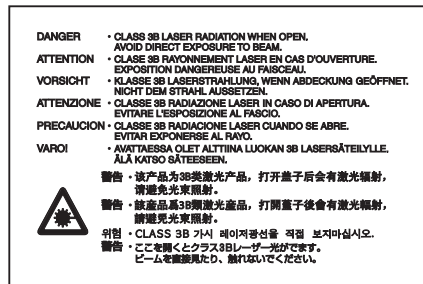 DANGER · CLASS 3B LASER RADIATION WHEN OPEN.
AVOID DIRECT EXPOSURE TO BEAM.
ATTENTION · CLASE 3B RAYONNEMENT LASER EN CAS D'OUVERTURE.
EXPOSITION DANGEREUSE AU FAISCEAU.
VORSICHT · KLASSE 3B LASERSTRAHLUNG, WENN ABDECKUNG GEÖFFNET.
NICHT DEM STRAHL AUSSETZEN.
ATTENZIONE · CLASSE 3B RADIAZIONE LASER IN CASO DI APERTURA.
EVITARE L'ESPOSIZIONE AL FASCIO.
PRECAUCION · CLASSE 3B RADIACIONE LASER CUANDO SE ABRE.
EVITAR EXPONERSE AL RAYO.
VARO! · AVATTAESSA OLET ALTTIINA LUOKAN 3B LASERSÄTEILYLLE.
ÄLÄ KATSO SÄTEESEEN.
警告 · 该产品为3B类激光产品，打开盖子后会有激光辐射，
请避免光束照射。
警告 · 該産品爲3B類激光産品，打開蓋子後會有激光輻射，
請避免光束照射。
위험 · CLASS 3B 가시 레이저광선을 직접 보지마십시오.
警告 · ここを開くとクラス3Bレーザー光がでます。
ビームを直接見たり、触れないでください。